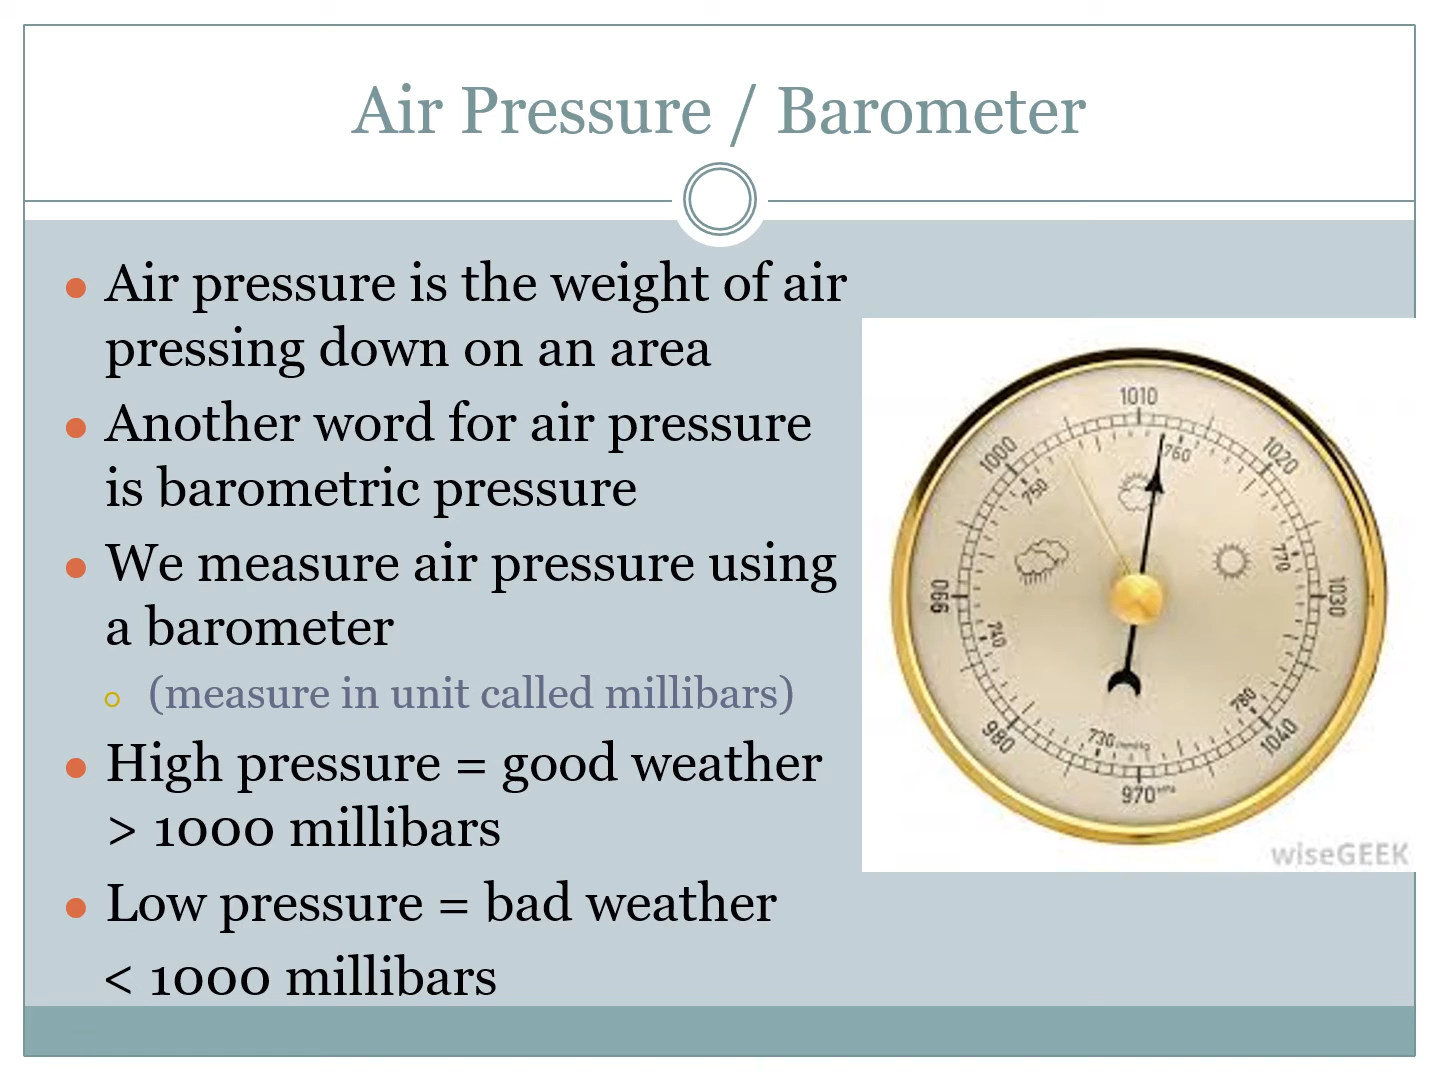 Air Pressure / Barometer
Air pressure is the weight of air
pressing down on an area
Another word for air pressure
is barometric pressure
We measure air pressure using
a barometer
(measure in unit called millibars)
High pressure = good weather
> 1000 millibars
Low pressure = bad weather
< 1000 millibars
1010
1000
1020
760
750
770
990
1030
740
780
980
1040
730 mmHg
970 hPa
wiseGEEK